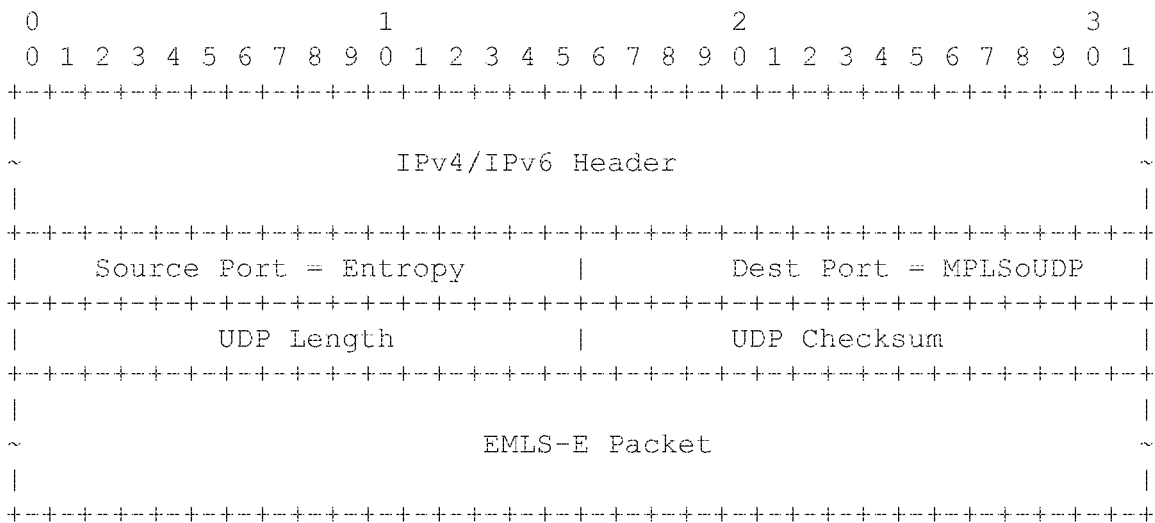 0                   1                   2                   3
 0 1 2 3 4 5 6 7 8 9 0 1 2 3 4 5 6 7 8 9 0 1 2 3 4 5 6 7 8 9 0 1
+-+-+-+-+-+-+-+-+-+-+-+-+-+-+-+-+-+-+-+-+-+-+-+-+-+-+-+-+-+-+-+-+
|                                                               |
~                     IPv4/IPv6 Header                          ~
|                                                               |
+-+-+-+-+-+-+-+-+-+-+-+-+-+-+-+-+-+-+-+-+-+-+-+-+-+-+-+-+-+-+-+-+
|    Source Port = Entropy      |        Dest Port = MPLSoUDP   |
+-+-+-+-+-+-+-+-+-+-+-+-+-+-+-+-+-+-+-+-+-+-+-+-+-+-+-+-+-+-+-+-+
|           UDP Length          |        UDP Checksum           |
+-+-+-+-+-+-+-+-+-+-+-+-+-+-+-+-+-+-+-+-+-+-+-+-+-+-+-+-+-+-+-+-+
|                                                               |
~                          EMLS-E Packet                        ~
|                                                               |
+-+-+-+-+-+-+-+-+-+-+-+-+-+-+-+-+-+-+-+-+-+-+-+-+-+-+-+-+-+-+-+-+